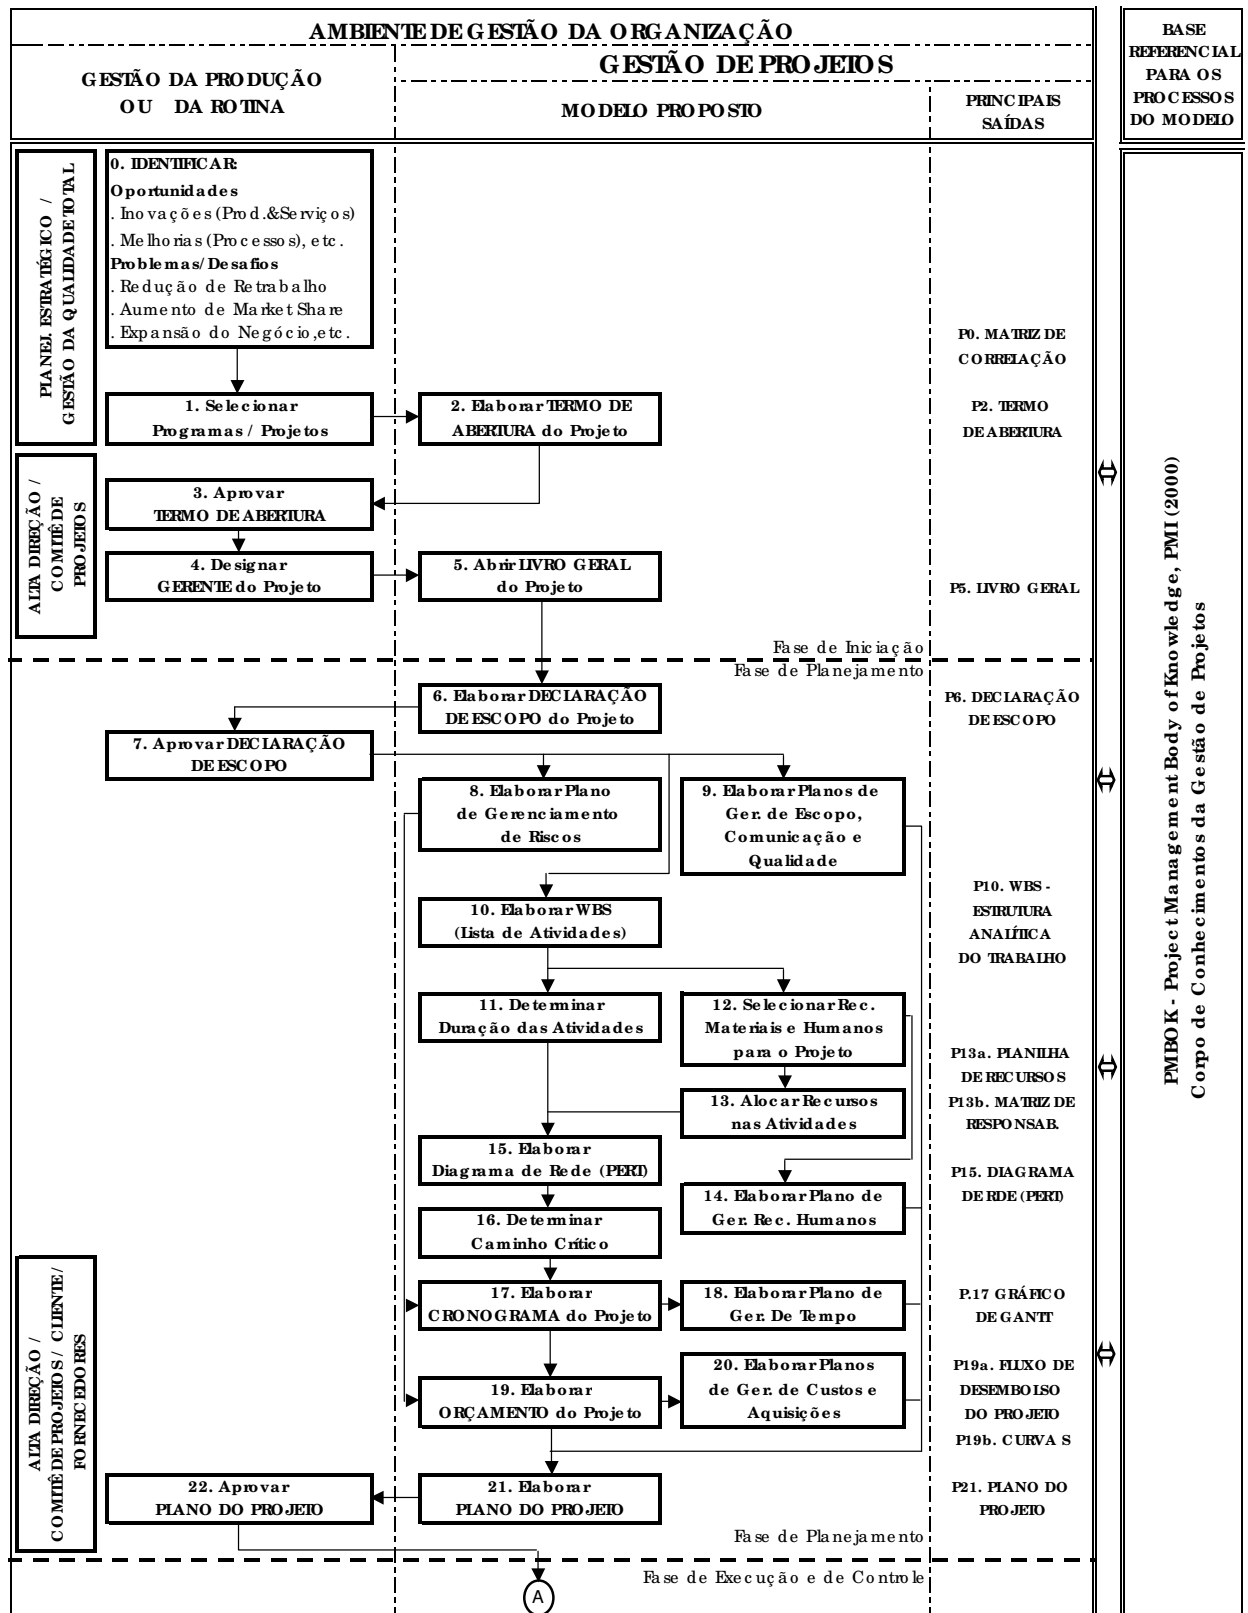 AMBIENTE DE GESTÃO DA ORGANIZAÇÃO
GESTÃO DA PRODUÇÃO
OU DA ROTINA
GESTÃO DE PROJETOS
MODELO PROPOSTO
PRINCIPAIS
SAÍDAS
BASE
REFERENCIAL
PARA OS
PROCESSOS
DO MODELO
PLANEJ. ESTRATÉGICO /
GESTÃO DA QUALIDADE TOTAL
0. IDENTIFICAR:
Oportunidades
. Inovações (Prod.&Serviços)
. Melhorias (Processos), etc.
Problemas/Desafios
. Redução de Retrabalho
. Aumento de Market Share
. Expansão do Negócio,etc.
P0. MATRIZ DE
CORRELAÇÃO
1. Selecionar
Programas / Projetos
2. Elaborar TERMO DE
ABERTURA do Projeto
P2. TERMO
DE ABERTURA
ALTA DIREÇÃO /
COMITÊ DE
PROJETOS
3. Aprovar
TERMO DE ABERTURA
4. Designar
GERENTE do Projeto
5. Abrir LIVRO GERAL
do Projeto
P5. LIVRO GERAL
Fase de Iniciação
Fase de Planejamento
6. Elaborar DECLARAÇÃO
DE ESCOPO do Projeto
P6. DECLARAÇÃO
DE ESCOPO
7. Aprovar DECLARAÇÃO
DE ESCOPO
8. Elaborar Plano
de Gerenciamento
de Riscos
9. Elaborar Planos de
Ger. de Escopo,
Comunicação e
Qualidade
10. Elaborar WBS
(Lista de Atividades)
P10. WBS -
ESTRUTURA
ANALÍTICA
DO TRABALHO
11. Determinar
Duração das Atividades
12. Selecionar Rec.
Materiais e Humanos
para o Projeto
13. Alocar Recursos
nas Atividades
P13a. PLANILHA
DE RECURSOS
P13b. MATRIZ DE
RESPONSAB.
15. Elaborar
Diagrama de Rede (PERT)
14. Elaborar Plano de
Ger. Rec. Humanos
P15. DIAGRAMA
DE RDE (PERT)
16. Determinar
Caminho Crítico
17. Elaborar
CRONOGRAMA do Projeto
18. Elaborar Plano de
Ger. De Tempo
P.17 GRÁFICO
DE GANTT
ALTA DIREÇÃO /
COMITÊ DE PROJETOS / CLIENTE /
FORNECEDORES
19. Elaborar
ORÇAMENTO do Projeto
20. Elaborar Planos
de Ger. de Custos e
Aquisições
P19a. FLUXO DE
DESEMBOLSO
DO PROJETO
P19b. CURVA S
22. Aprovar
PLANO DO PROJETO
21. Elaborar
PLANO DO PROJETO
P21. PLANO DO
PROJETO
Fase de Planejamento
Fase de Execução e de Controle
A
PMBOK - Project Management Body of Knowledge, PMI (2000)
Corpo de Conhecimentos da Gestão de Projetos